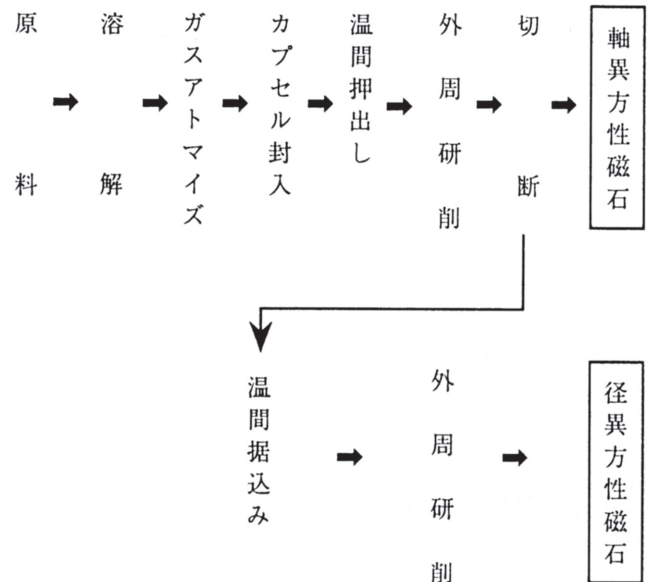 原料
溶解
ガスアトマイズ
カプセル封入
温間押出し
外周研削
切断
軸異方性磁石
温間据込み
外周研削
径異方性磁石